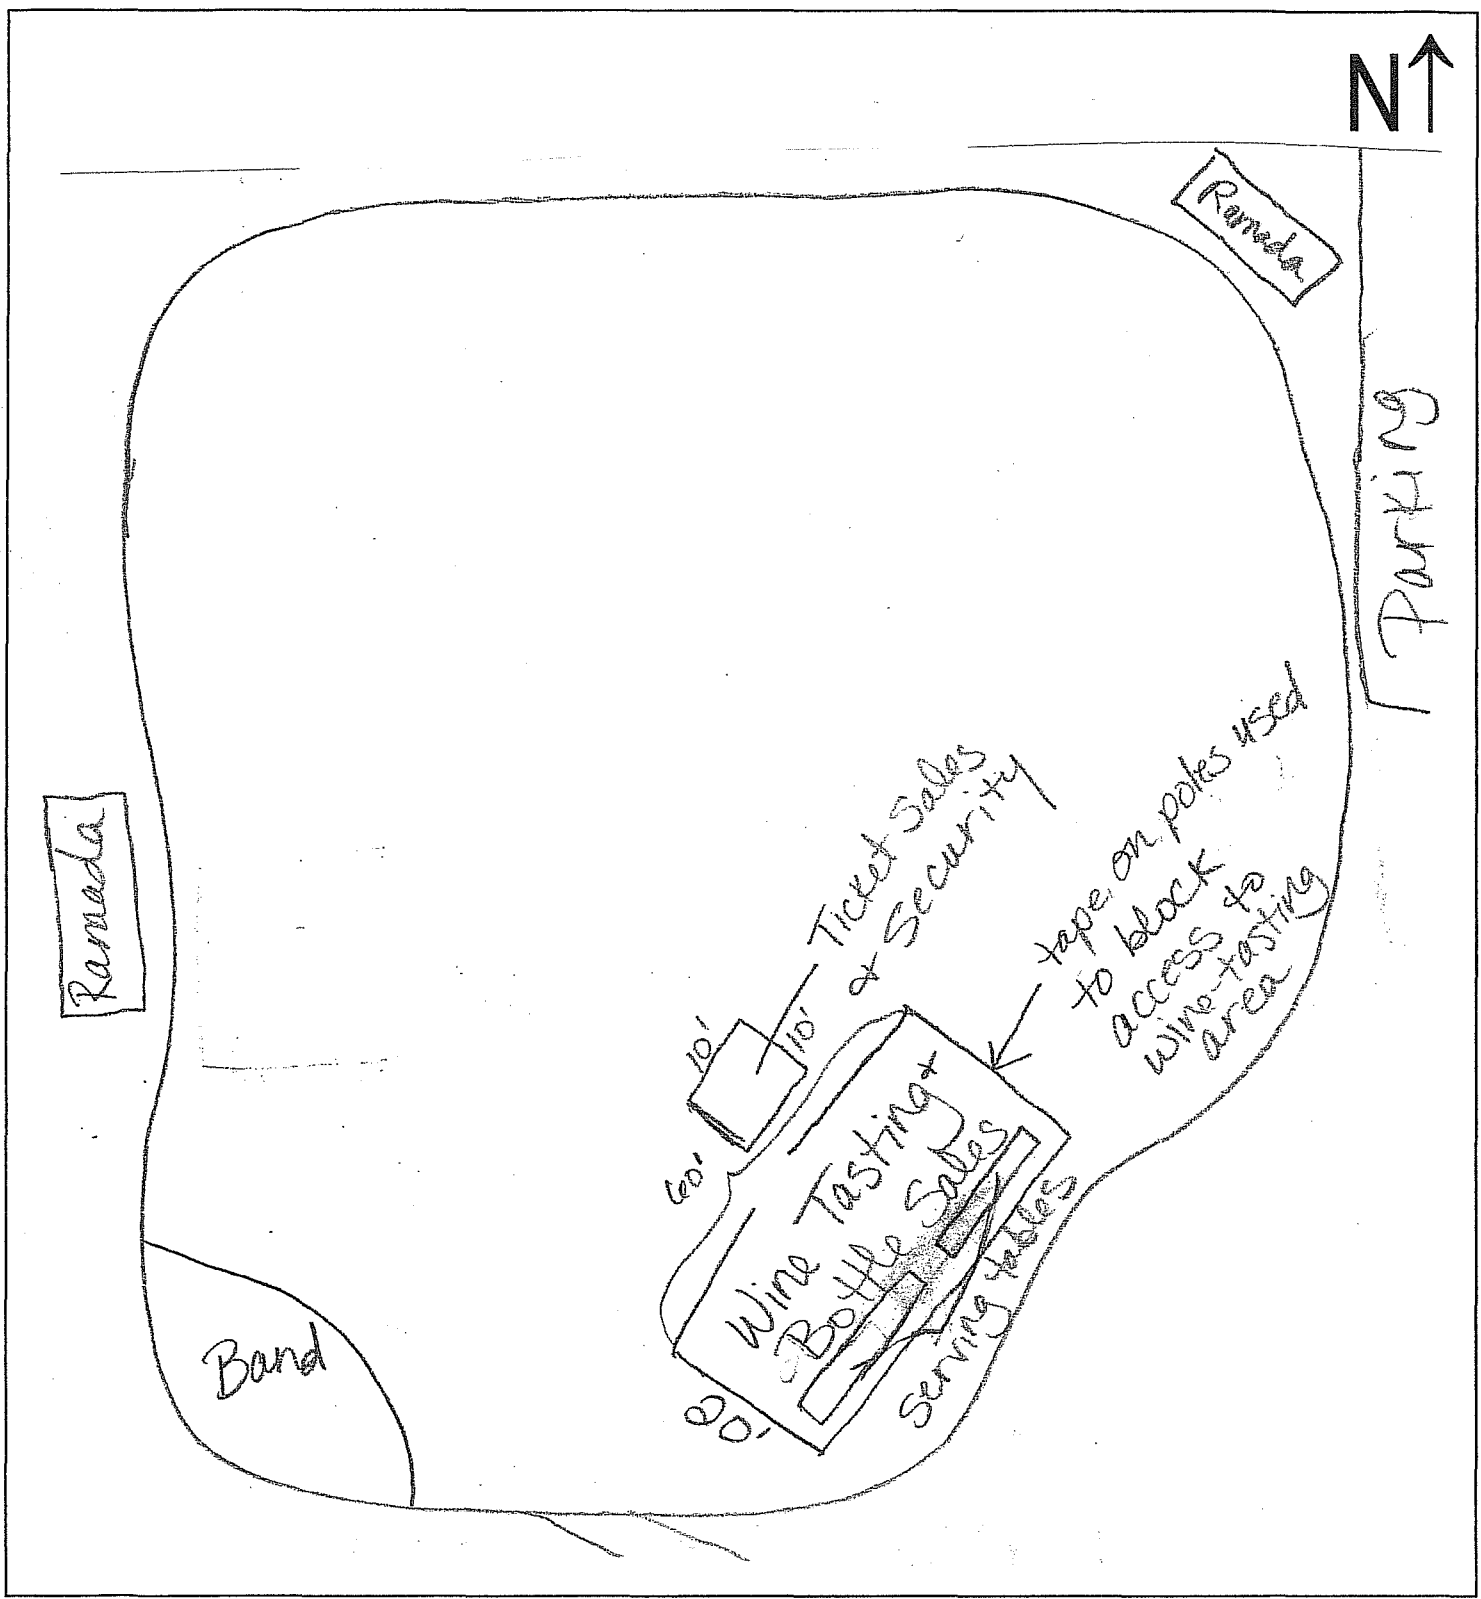 N
Ramada
Parking
Ticket Sales
+ Security
tape on poles used
to block
access to
wine-tasting
area
Ramada
10'
10'
60'
Wine Tasting +
Bottle Sales
serving tables
Band